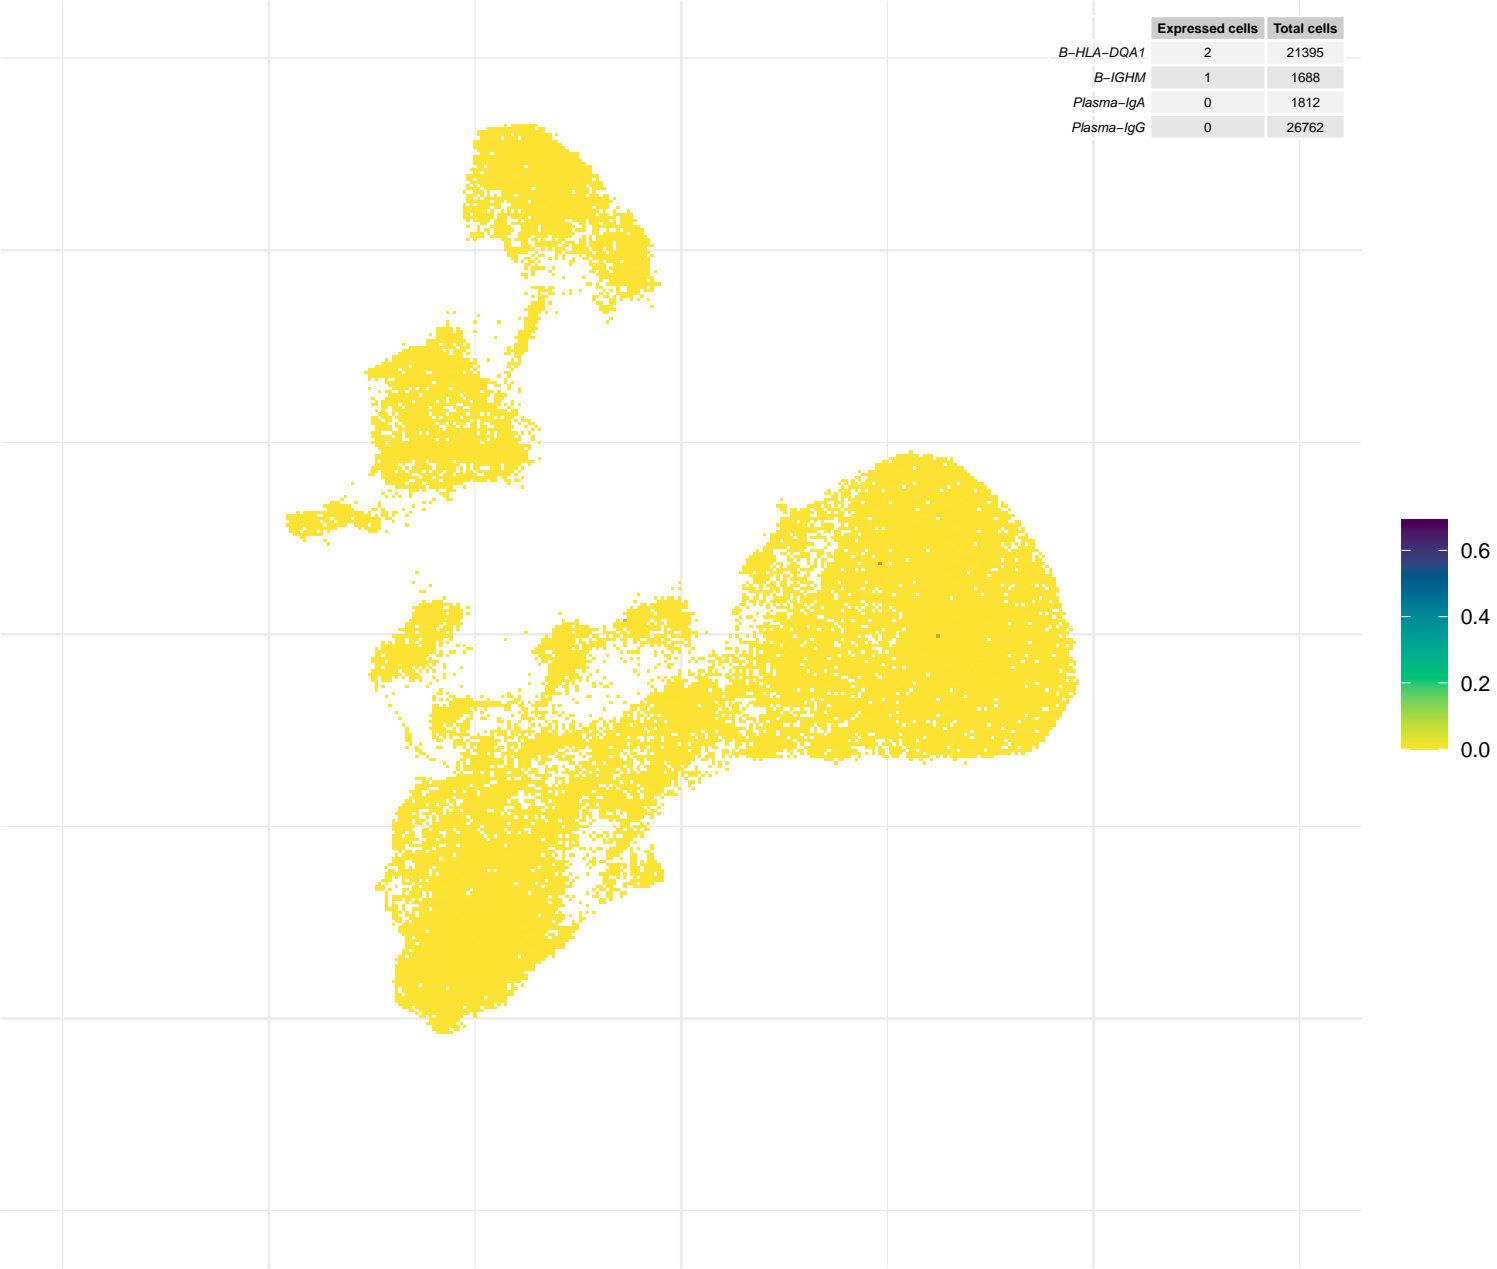 Expressed cells Total cells
B−HLA−DQA1 2 21395
B−IGHM 1 1688
Plasma−IgA 0 1812
Plasma−IgG 0 26762
0.6
0.4
0.2
0.0